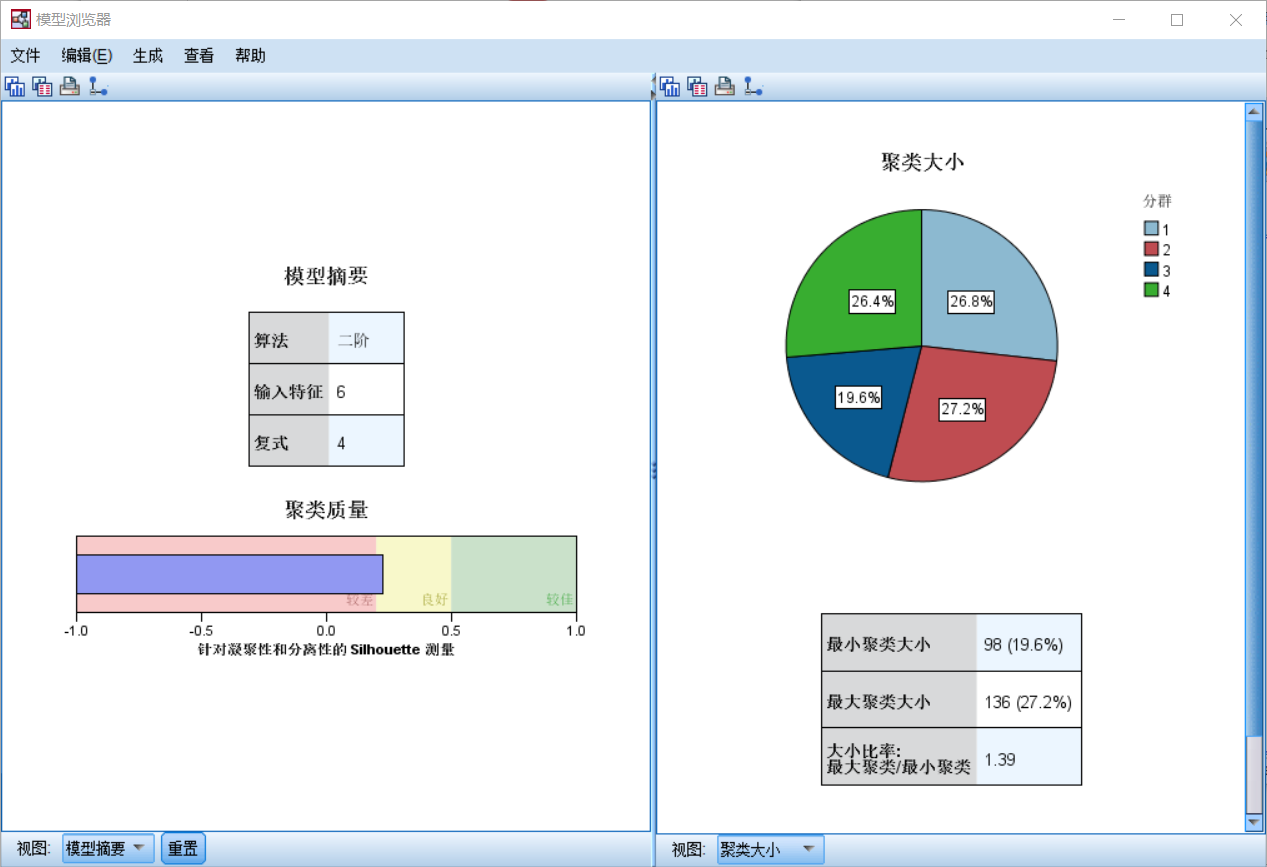 模型浏览器
文件 编辑(E) 生成 查看 帮助
模型摘要
算法 二阶
输入特征 6
复式 4
聚类质量
较差 良好 较佳
-1.0 -0.5 0.0 0.5 1.0
针对凝聚性和分离性的 Silhouette 测量
视图: 模型摘要 重置
聚类大小
分群
1
2
3
4
26.4% 26.8%
19.6% 27.2%
最小聚类大小 98 (19.6%)
最大聚类大小 136 (27.2%)
大小比率:
最大聚类/最小聚类 1.39
视图: 聚类大小